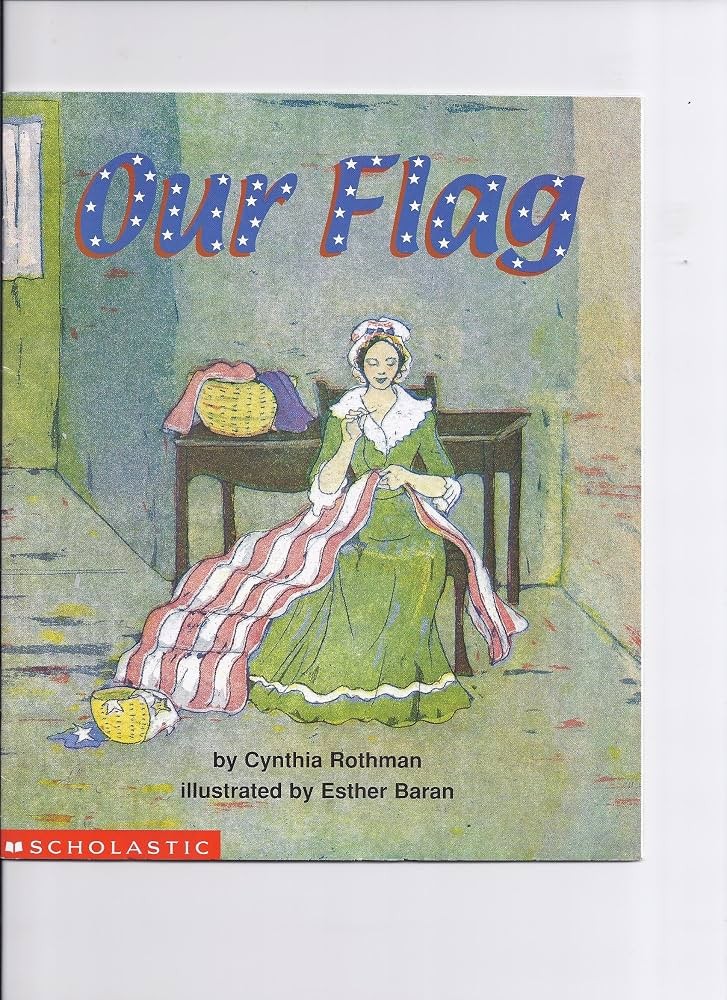 Our Flag
by Cynthia Rothman
illustrated by Esther Baran
SCHOLASTIC